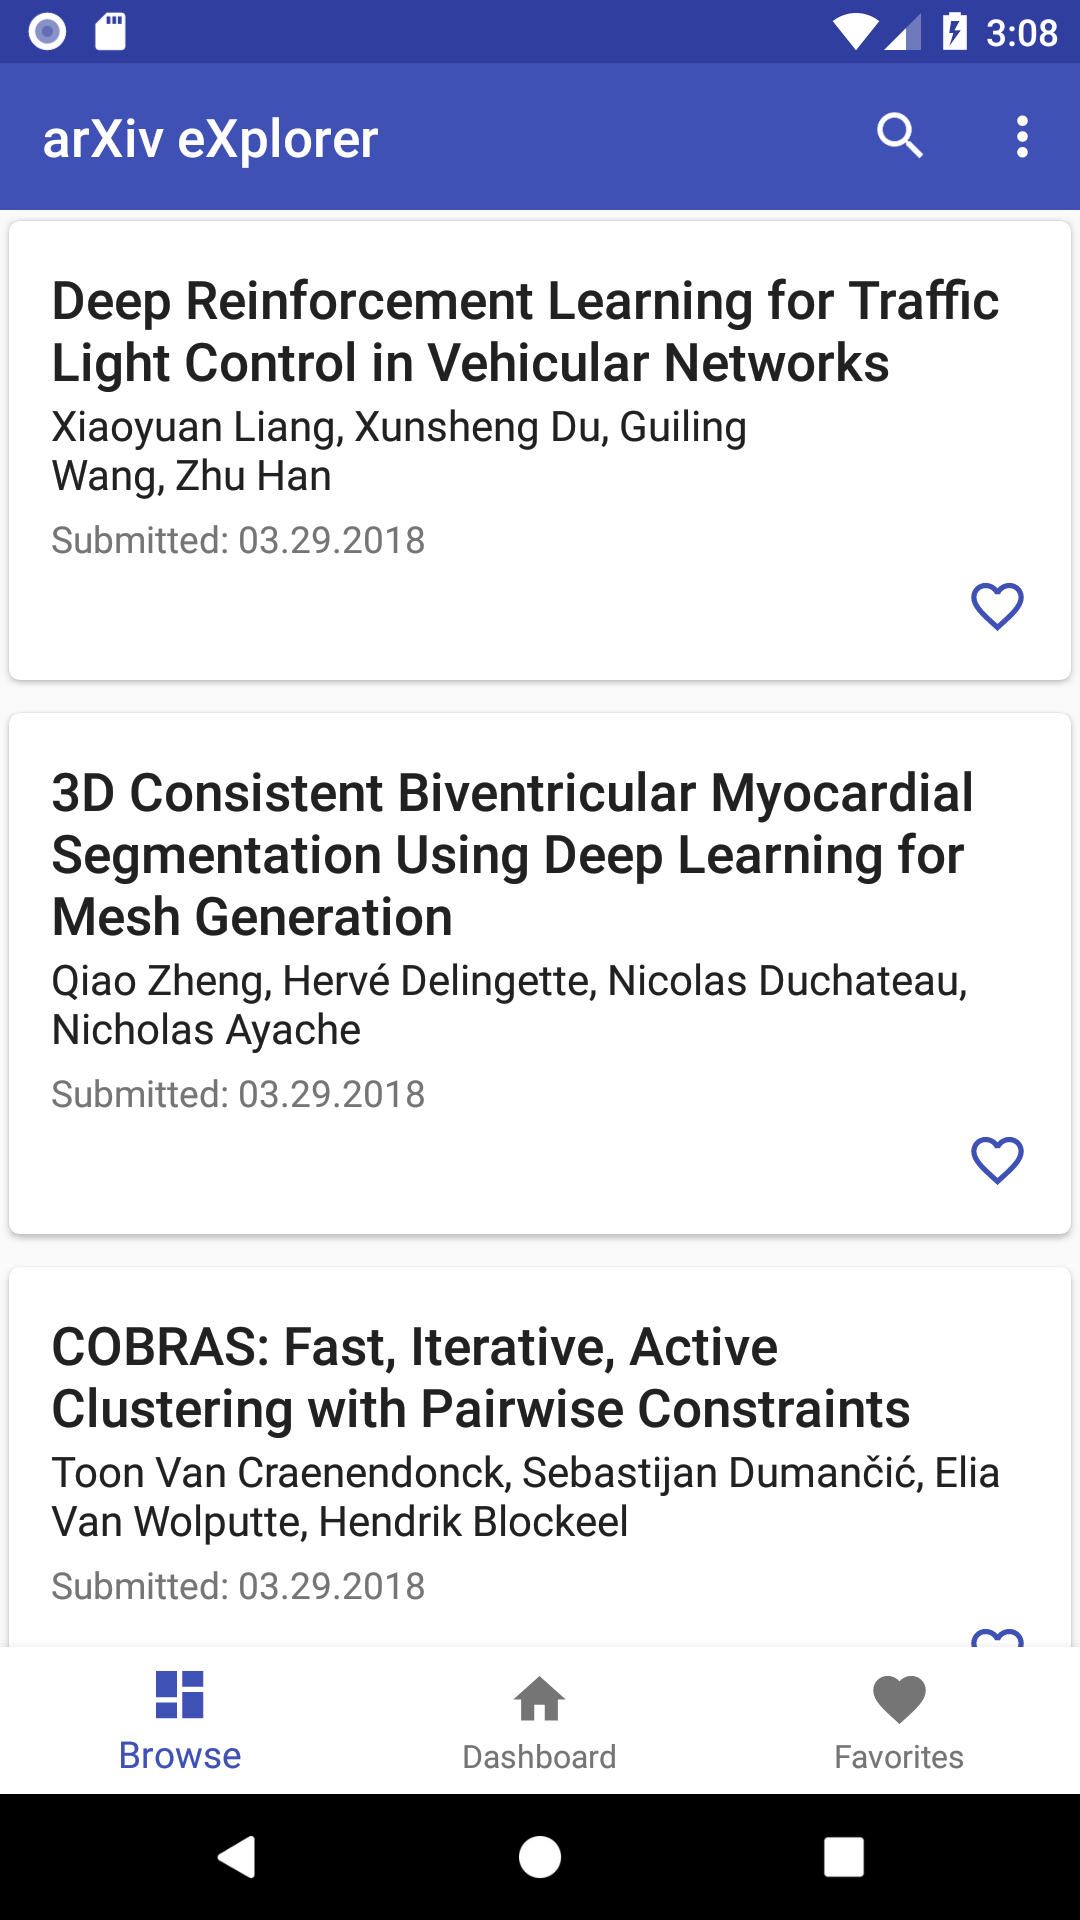 3:08
arXiv eXplorer
Deep Reinforcement Learning for Traffic
Light Control in Vehicular Networks
Xiaoyuan Liang, Xunsheng Du, Guiling
Wang, Zhu Han
Submitted: 03.29.2018
3D Consistent Biventricular Myocardial
Segmentation Using Deep Learning for
Mesh Generation
Qiao Zheng, Hervé Delingette, Nicolas Duchateau,
Nicholas Ayache
Submitted: 03.29.2018
COBRAS: Fast, Iterative, Active
Clustering with Pairwise Constraints
Toon Van Craenendonck, Sebastijan Dumančić, Elia
Van Wolputte, Hendrik Blockeel
Submitted: 03.29.2018
Browse
Dashboard
Favorites